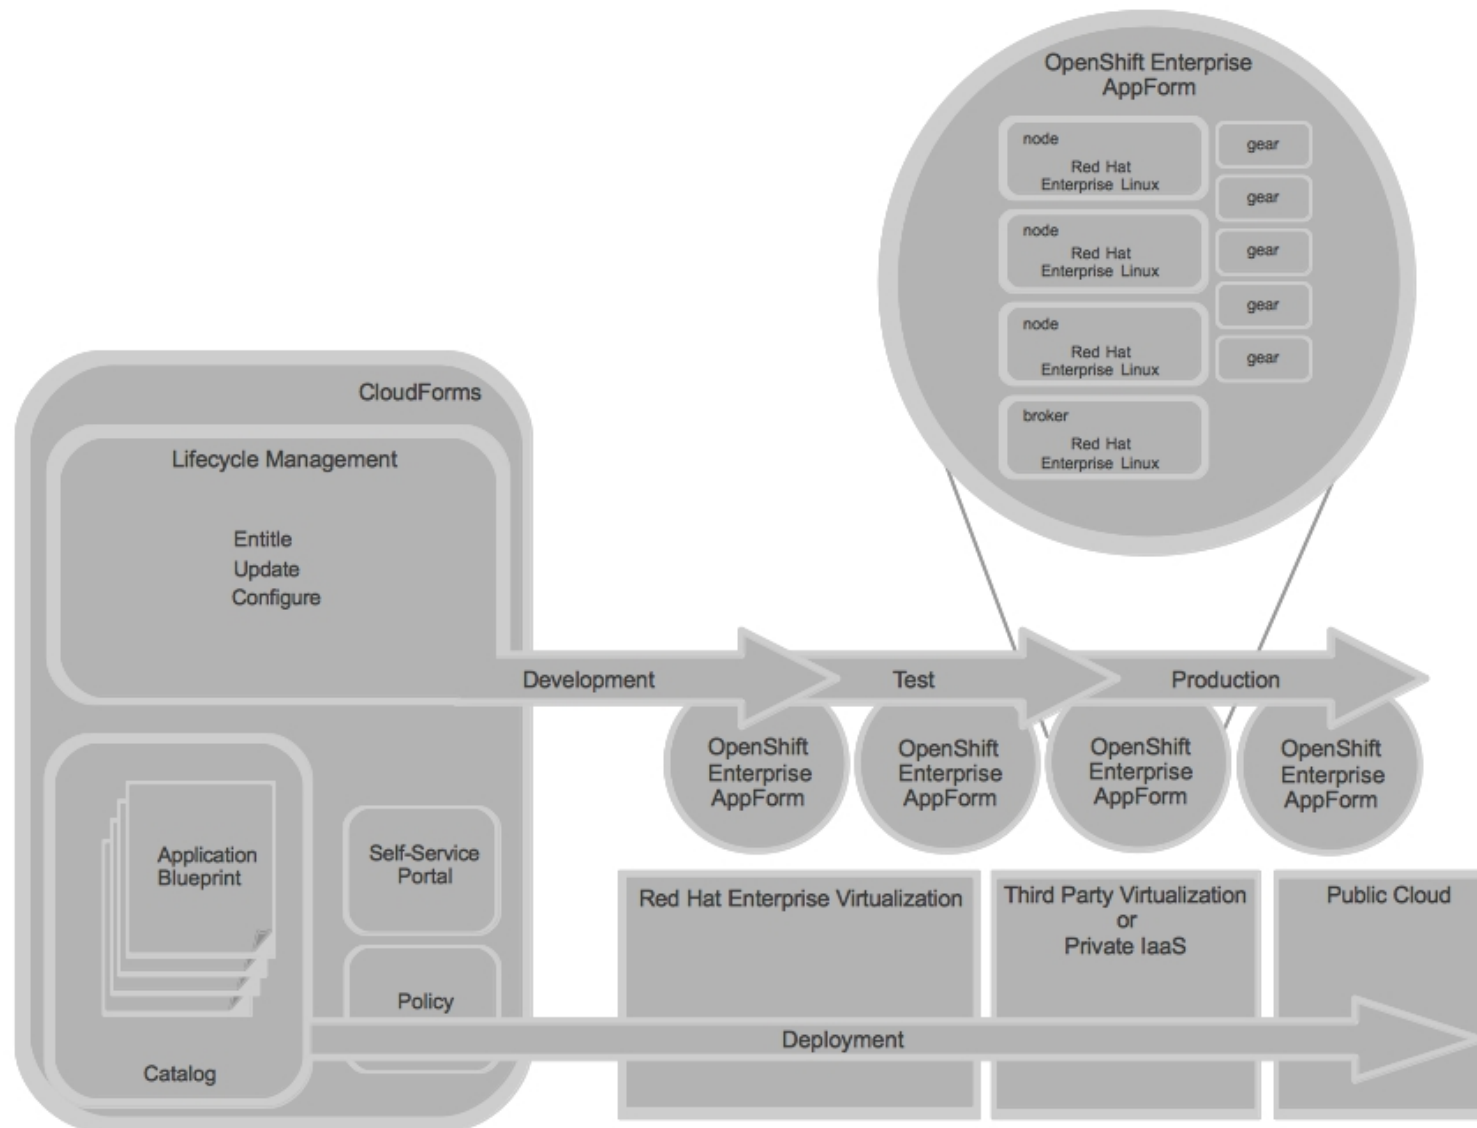 OpenShift Enterprise
AppForm
node
Red Hat
Enterprise Linux
gear
gear
node
Red Hat
Enterprise Linux
gear
gear
node
Red Hat
Enterprise Linux
gear
broker
Red Hat
Enterprise Linux
CloudForms
Lifecycle Management
Entitle
Update
Configure
Development
Test
Production
OpenShift
Enterprise
AppForm
OpenShift
Enterprise
AppForm
OpenShift
Enterprise
AppForm
OpenShift
Enterprise
AppForm
Application
Blueprint
Self-Service
Portal
Policy
Catalog
Red Hat Enterprise Virtualization
Third Party Virtualization
or
Private IaaS
Public Cloud
Deployment